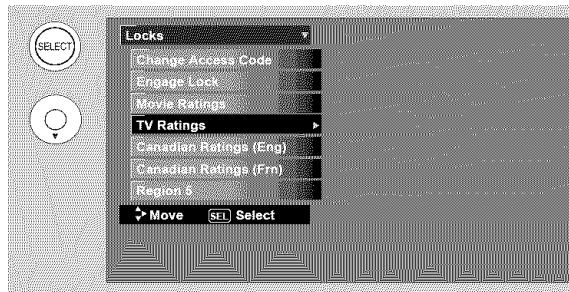 SELECT
Locks
Change Access Code
Engage Lock
Movie Ratings
TV Ratings
Canadian Ratings (Eng)
Canadian Ratings (Frn)
Region 5
Move SEL Select